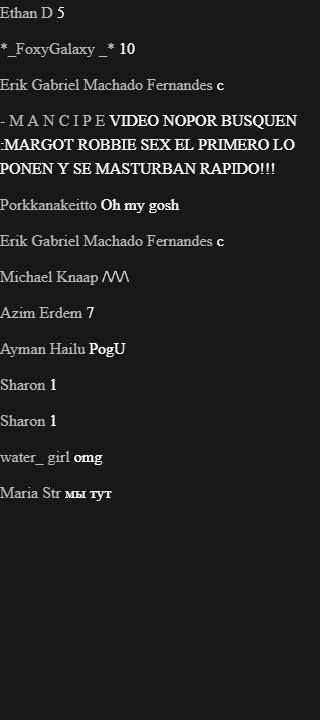 Ethan D 5
*_FoxyGalaxy _* 10
Erik Gabriel Machado Fernandes c
- M A N C I P E VIDEO NOPOR BUSQUEN
:MARGOT ROBBIE SEX EL PRIMERO LO
PONEN Y SE MASTURBAN RAPIDO!!!
Porkkanakeitto Oh my gosh
Erik Gabriel Machado Fernandes c
Michael Knaap /\/\/\
Azim Erdem 7
Ayman Hailu PogU
Sharon 1
Sharon 1
water_ girl omg
Maria Str мы тут